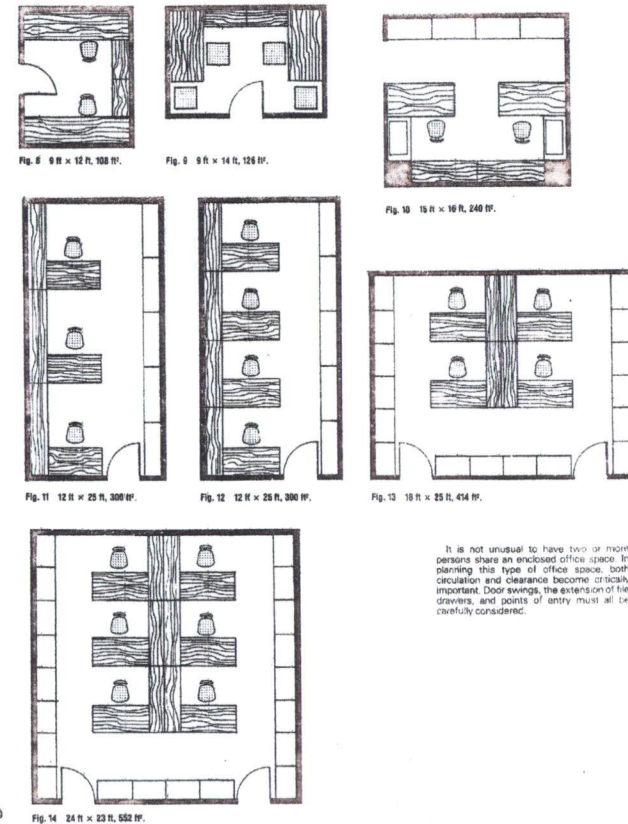 Fig. 8 9 ft × 12 ft, 108 ft².
Fig. 9 9 ft × 14 ft, 126 ft².
Fig. 10 15 ft × 16 ft, 240 ft².
Fig. 11 12 ft × 25 ft, 300 ft².
Fig. 12 12 ft × 25 ft, 300 ft².
Fig. 13 18 ft × 25 ft, 414 ft².
It is not unusual to have two or more
persons share an enclosed office space. In
planning this type of office space, both
circulation and clearance become critically
important. Door swings, the extension of file
drawers, and points of entry must all be
carefully considered.
Fig. 14 24 ft × 23 ft, 552 ft².